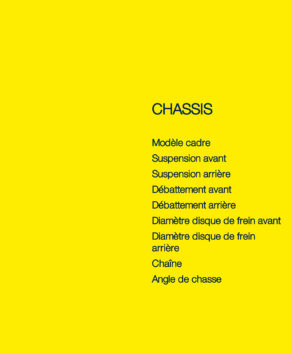 CHASSIS
Modèle cadre
Suspension avant
Suspension arrière
Débattement avant
Débattement arrière
Diamètre disque de frein avant
Diamètre disque de frein
arrière
Chaîne
Angle de chasse